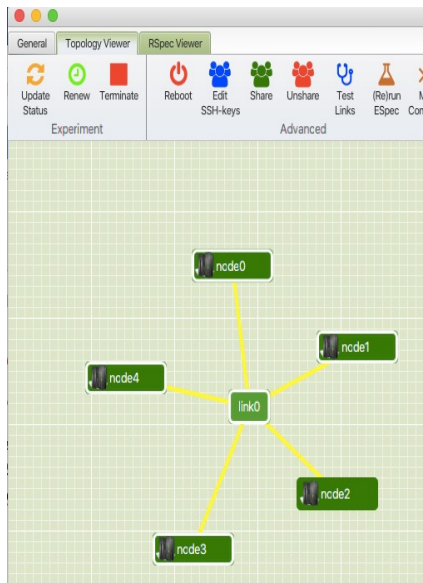 General Topology Viewer RSpec Viewer
Update Status Renew Terminate Reboot Edit SSH-keys Share Unshare Test Links (Re)run ESpec
Experiment Advanced
ncde0
ncde1
ncde4
link0
ncde2
ncde3